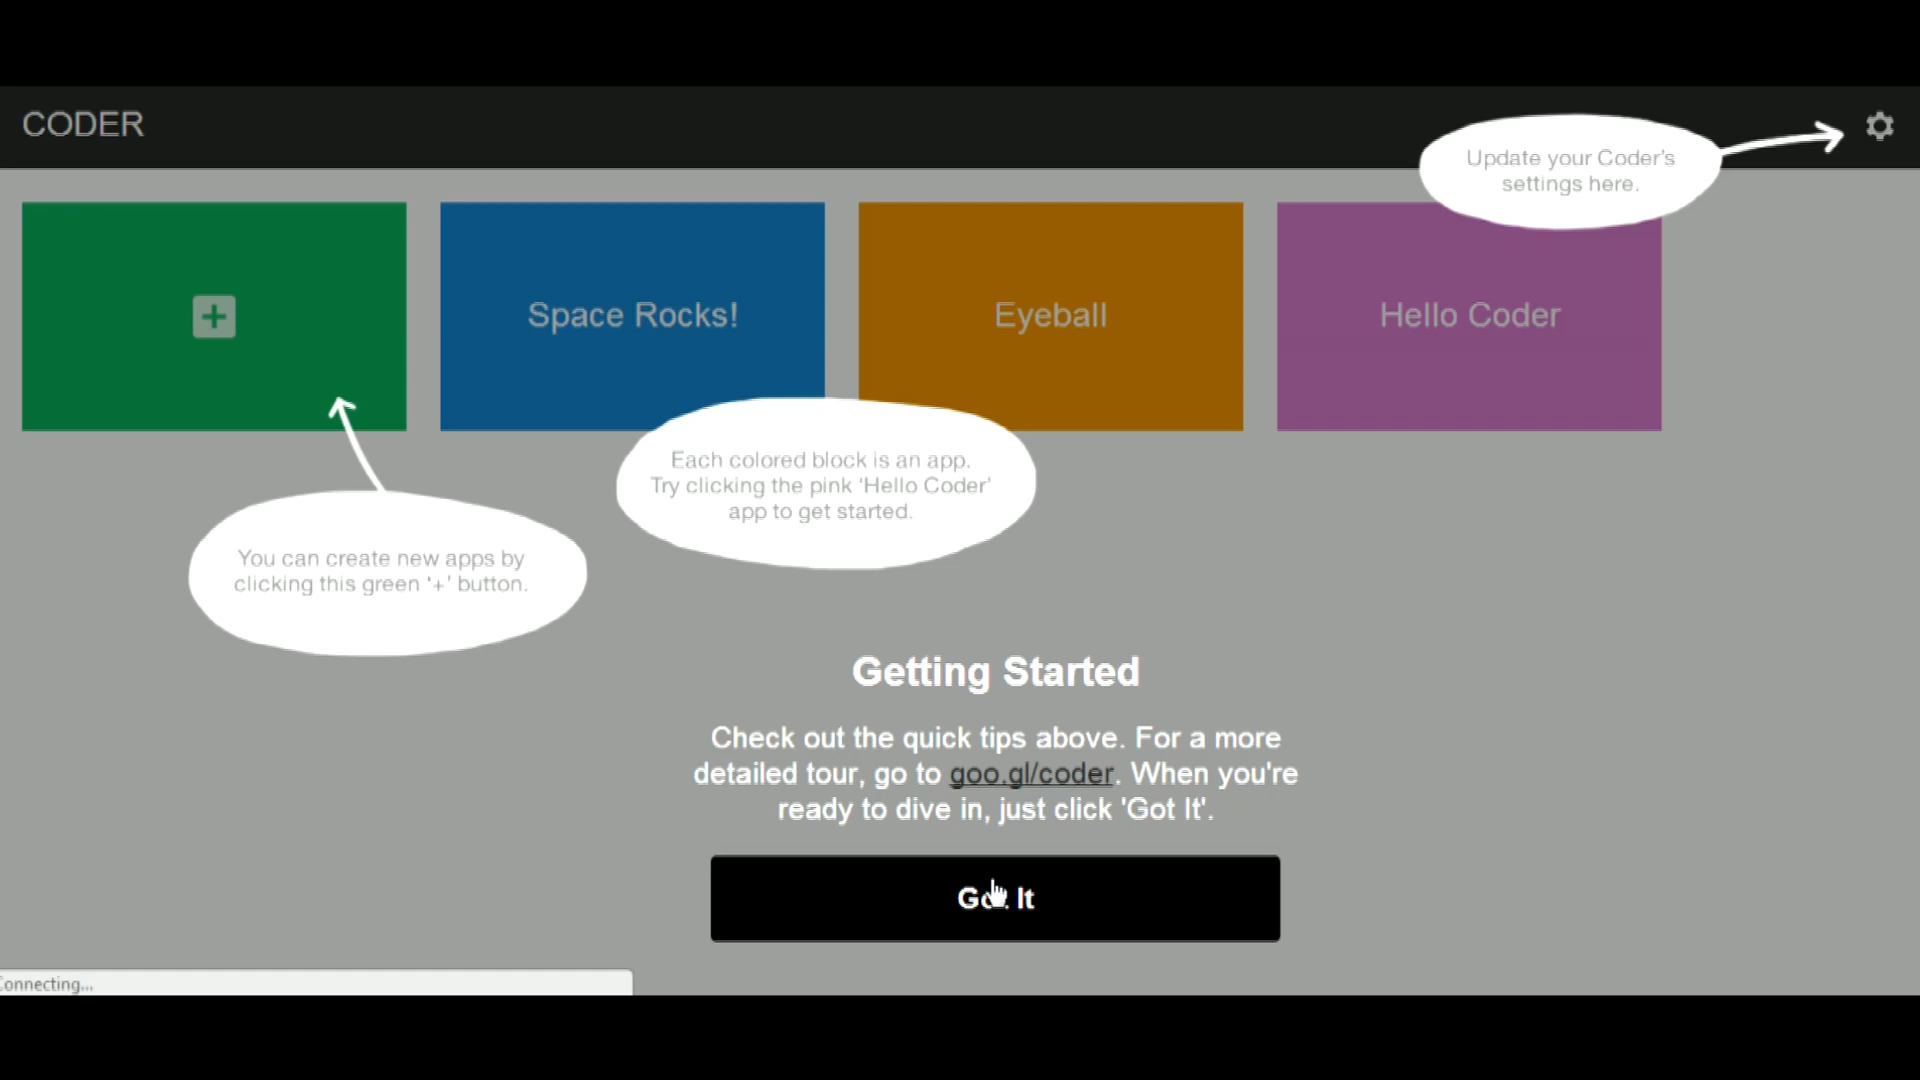 CODER
Update your Coder's
settings here.
Space Rocks!
Eyeball
Hello Coder
Each colored block is an app.
Try clicking the pink ‘Hello Coder’
app to get started.
You can create new apps by
clicking this green ‘+’ button.
Getting Started
Check out the quick tips above. For a more
detailed tour, go to goo.gl/coder. When you're
ready to dive in, just click 'Got It'.
Got It
Connecting...